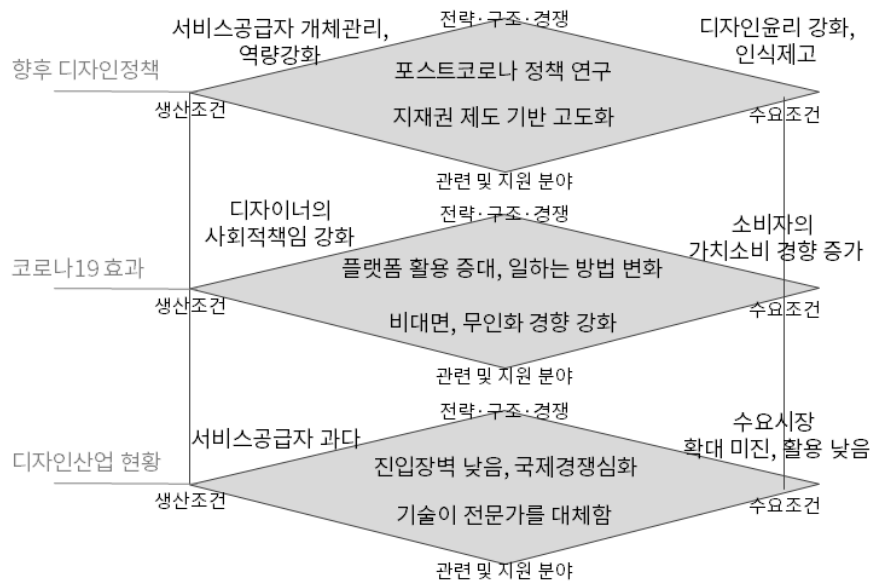 전략·구조·경쟁
서비스공급자 개체관리,
역량강화
디자인윤리 강화,
인식제고
향후 디자인정책
포스트코로나 정책 연구
생산조건
지재권 제도 기반 고도화
수요조건
관련 및 지원 분야
디자이너의
사회적책임 강화
전략·구조·경쟁
소비자의
가치소비 경향 증가
코로나19 효과
플랫폼 활용 증대, 일하는 방법 변화
생산조건
비대면, 무인화 경향 강화
수요조건
관련 및 지원 분야
전략·구조·경쟁
서비스공급자 과다
수요시장
확대 미진, 활용 낮음
디자인산업 현황
진입장벽 낮음, 국제경쟁심화
생산조건
기술이 전문가를 대체함
수요조건
관련 및 지원 분야